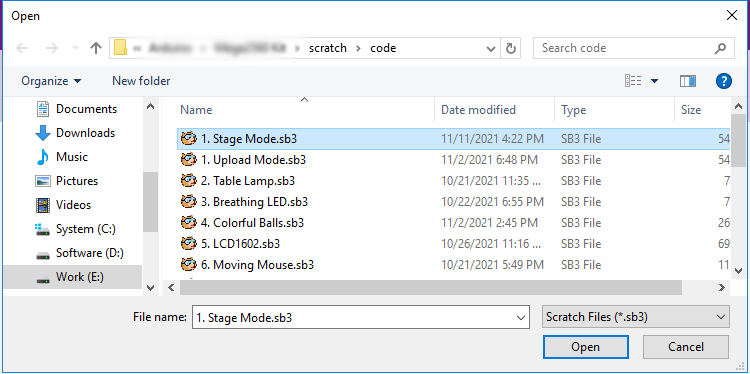 Open
scratch > code
Search code
Organize
New folder
Name
Date modified
Type
Size
Documents
Downloads
Music
Pictures
Videos
System (C:)
Software (D:)
Work (E:)
1. Stage Mode.sb3 11/11/2021 4:22 PM SB3 File 54
1. Upload Mode.sb3 11/2/2021 6:48 PM SB3 File 54
2. Table Lamp.sb3 10/21/2021 11:35 ... SB3 File 7
3. Breathing LED.sb3 10/22/2021 6:55 PM SB3 File 7
4. Colorful Balls.sb3 11/2/2021 2:45 PM SB3 File 26
5. LCD1602.sb3 10/26/2021 11:16 ... SB3 File 69
6. Moving Mouse.sb3 10/21/2021 5:49 PM SB3 File 11
File name:
1. Stage Mode.sb3
Scratch Files (*.sb3)
Open
Cancel